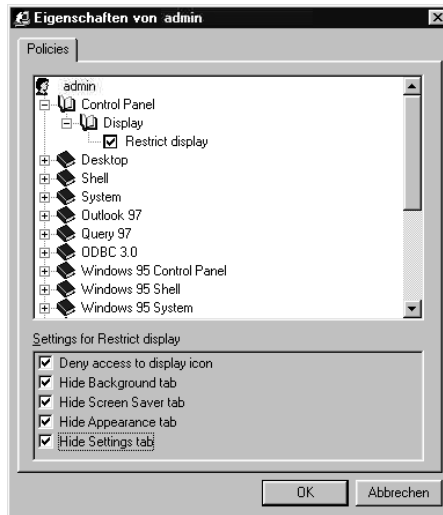 Eigenschaften von admin
Policies
admin
Control Panel
Display
Restrict display
Desktop
Shell
System
Outlook 97
Query 97
ODBC 3.0
Windows 95 Control Panel
Windows 95 Shell
Windows 95 System
Settings for Restrict display
Deny access to display icon
Hide Background tab
Hide Screen Saver tab
Hide Appearance tab
Hide Settings tab
OK Abbrechen